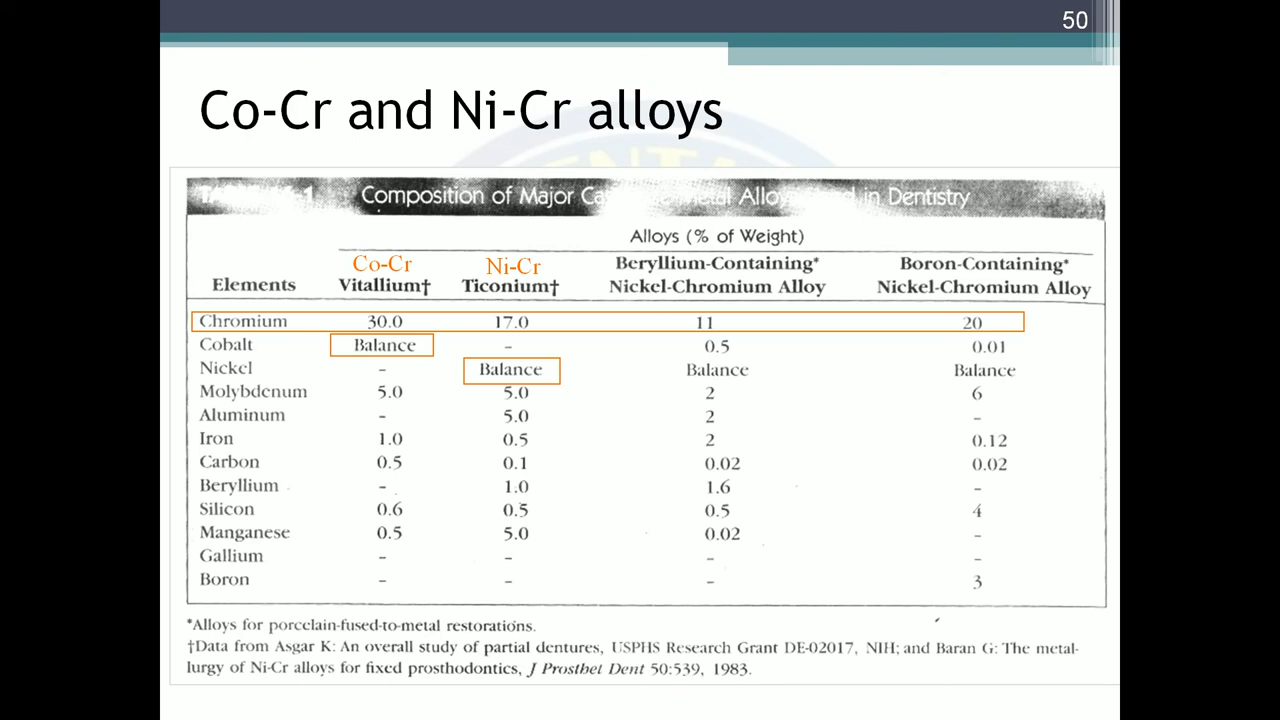 50
Co-Cr and Ni-Cr alloys
Composition of Major Metal Alloys in Dentistry
Alloys (% of Weight)
Co-Cr Ni-Cr Beryllium-Containing* Boron-Containing*
Elements Vitallium† Ticonium† Nickel-Chromium Alloy Nickel-Chromium Alloy
Chromium 30.0 17.0 11 20
Cobalt Balance – 0.5 0.01
Nickel – Balance Balance Balance
Molybdenum 5.0 5.0 2 6
Aluminum – 5.0 2 –
Iron 1.0 0.5 2 0.12
Carbon 0.5 0.1 0.02 0.02
Beryllium – 1.0 1.6 –
Silicon 0.6 0.5 0.5 4
Manganese 0.5 5.0 0.02 –
Gallium – – – –
Boron – – – 3
*Alloys for porcelain-fused-to-metal restorations.
†Data from Asgar K: An overall study of partial dentures, USPHS Research Grant DE-02017, NIH; and Baran G: The metal-
lurgy of Ni-Cr alloys for fixed prosthodontics, J Prosthet Dent 50:539, 1983.